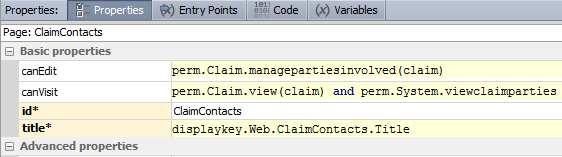 Properties: Properties Entry Points Code Variables
Page: ClaimContacts
Basic properties
canEdit perm.Claim.managepartiesinvolved(claim)
canVisit perm.Claim.view(claim) and perm.System.viewclaimparties
id* ClaimContacts
title* displaykey.Web.ClaimContacts.Title
Advanced properties